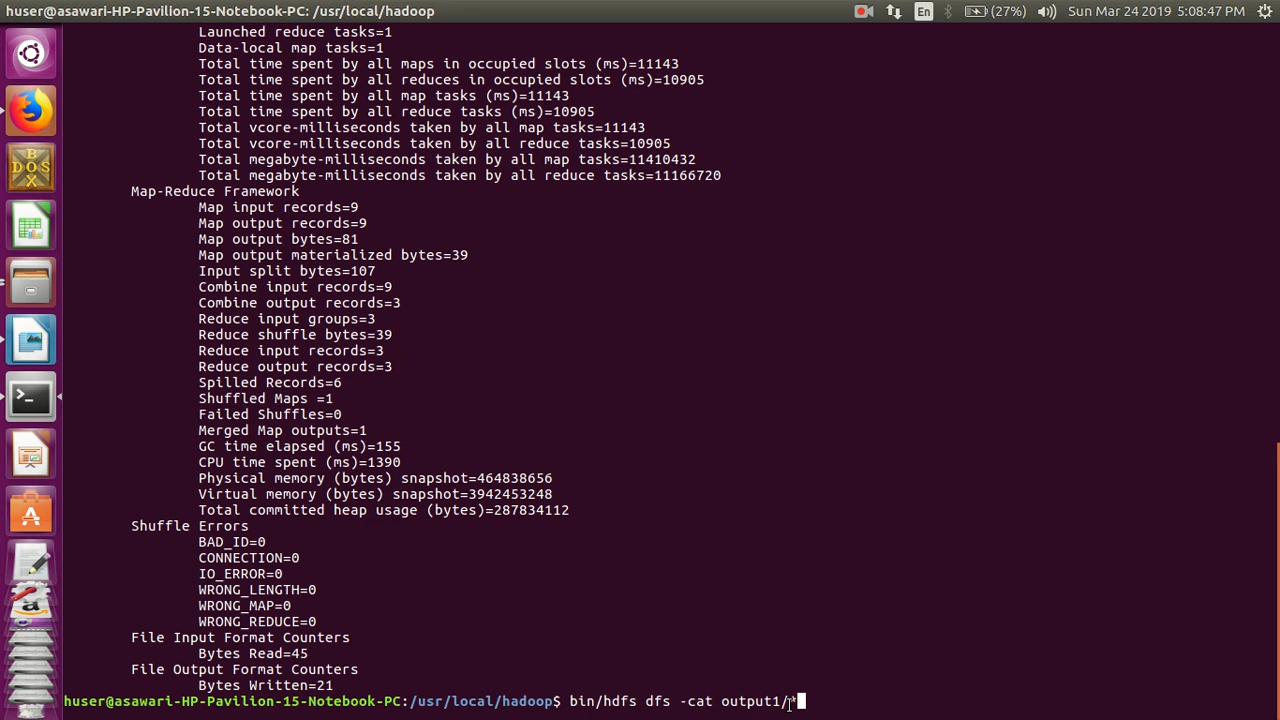 huser@asawari-HP-Pavilion-15-Notebook-PC: /usr/local/hadoop
En
(27%)
Sun Mar 24 2019 5:08:47 PM
Launched reduce tasks=1
Data-local map tasks=1
Total time spent by all maps in occupied slots (ms)=11143
Total time spent by all reduces in occupied slots (ms)=10905
Total time spent by all map tasks (ms)=11143
Total time spent by all reduce tasks (ms)=10905
Total vcore-milliseconds taken by all map tasks=11143
Total vcore-milliseconds taken by all reduce tasks=10905
Total megabyte-milliseconds taken by all map tasks=11410432
Total megabyte-milliseconds taken by all reduce tasks=11166720
Map-Reduce Framework
Map input records=9
Map output records=9
Map output bytes=81
Map output materialized bytes=39
Input split bytes=107
Combine input records=9
Combine output records=3
Reduce input groups=3
Reduce shuffle bytes=39
Reduce input records=3
Reduce output records=3
Spilled Records=6
Shuffled Maps =1
Failed Shuffles=0
Merged Map outputs=1
GC time elapsed (ms)=155
CPU time spent (ms)=1390
Physical memory (bytes) snapshot=464838656
Virtual memory (bytes) snapshot=3942453248
Total committed heap usage (bytes)=287834112
Shuffle Errors
BAD_ID=0
CONNECTION=0
IO_ERROR=0
WRONG_LENGTH=0
WRONG_MAP=0
WRONG_REDUCE=0
File Input Format Counters
Bytes Read=45
File Output Format Counters
Bytes Written=21
huser@asawari-HP-Pavilion-15-Notebook-PC:/usr/local/hadoop$ bin/hdfs dfs -cat output1/*